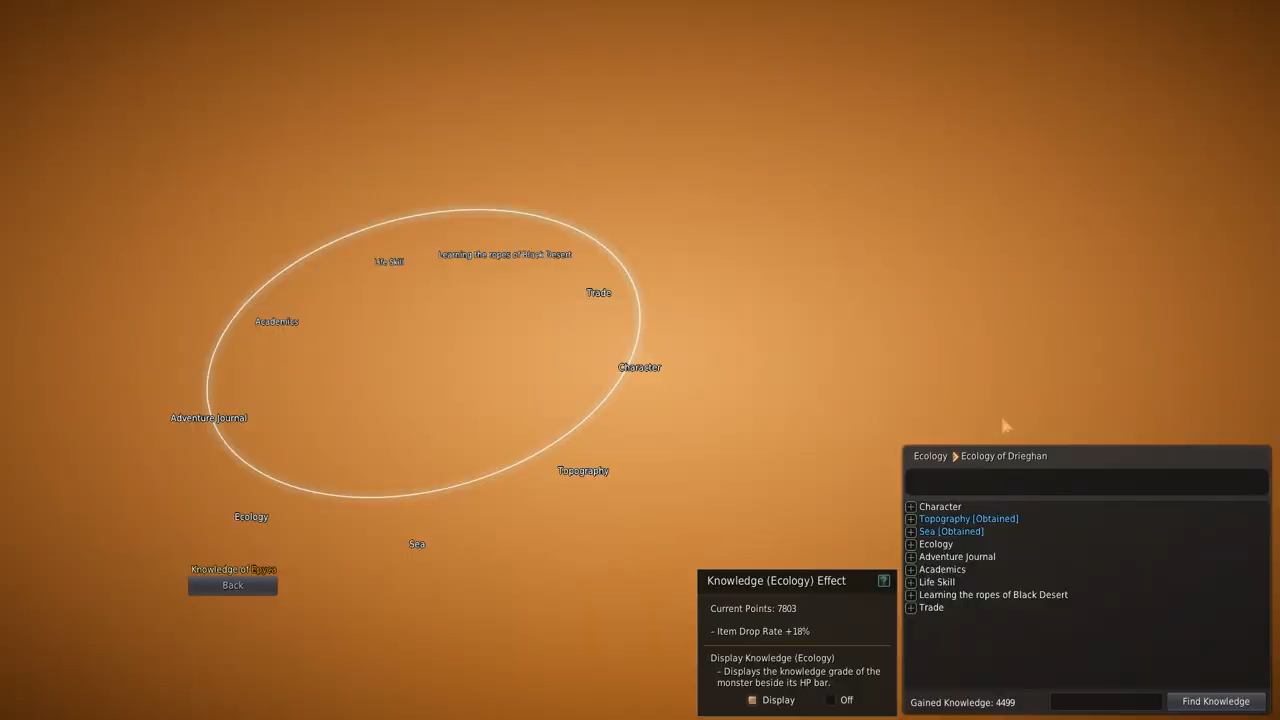 Learning the ropes of Black Desert
Life Skill
Trade
Academics
Character
Adventure Journal
Topography
Ecology
Sea
Knowledge of Epyca
Back
Knowledge (Ecology) Effect
?
Current Points: 7803
- Item Drop Rate +18%
Display Knowledge (Ecology)
- Displays the knowledge grade of the
monster beside its HP bar.
Display
Off
Ecology
Ecology of Drieghan
Character
Topography [Obtained]
Sea [Obtained]
Ecology
Adventure Journal
Academics
Life Skill
Learning the ropes of Black Desert
Trade
Gained Knowledge: 4499
Find Knowledge